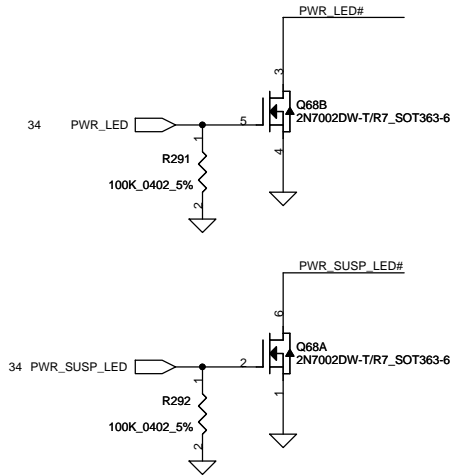 PWR_LED#
3
Q68B
2N7002DW-T/R7_SOT363-6
34 PWR_LED
5
4
1
R291
100K_0402_5%
2
PWR_SUSP_LED#
6
Q68A
2N7002DW-T/R7_SOT363-6
34 PWR_SUSP_LED
2
1
1
R292
100K_0402_5%
2